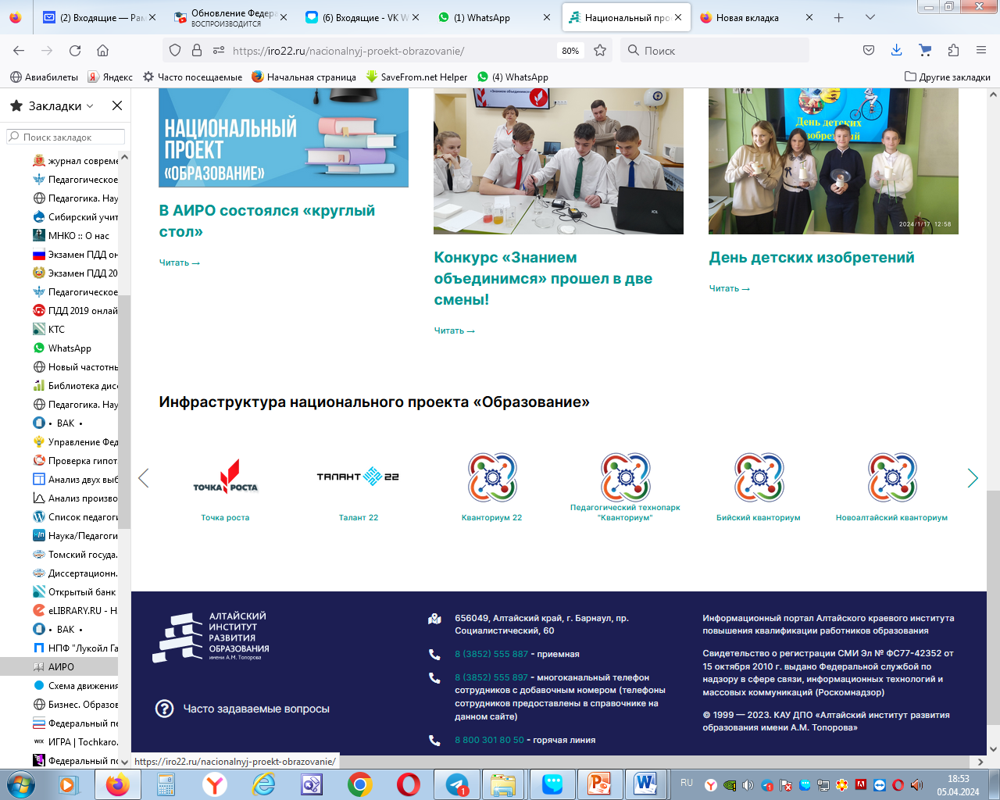 (2) Входящие — Рам
Обновление Федера
ВОСПРОИЗВОДИТСЯ
(6) Входящие - VK W
(1) WhatsApp
Национальный про
Новая вкладка
https://iro22.ru/nacionalnyj-proekt-obrazovanie/
80%
Поиск
Авиабилеты
Яндекс
Часто посещаемые
Начальная страница
SaveFrom.net Helper
(4) WhatsApp
Другие закладки
Закладки
Поиск закладок
журнал совреме
Педагогическое
Педагогика. Нау
Сибирский учит
МНКО :: О нас
Экзамен ПДД он
Экзамен ПДД 20
Педагогическое
ПДД 2019 онлай
КТС
WhatsApp
Новый частотнь
Библиотека дисс
Педагогика. Нау
• ВАК •
Управление Фед
Проверка гипот
Анализ двух выб
Анализ произво
Список педагоги
Наука/Педагоги
Томский госуда.
Диссертационн.
Открытый банк
eLIBRARY.RU - Н
• ВАК •
НПФ "Лукойл Га
АИРО
Схема движения
Бизнес. Образов
Федеральный пе
ИГРА | Tochkaro.
Федеральный по
НАЦИОНАЛЬНЫЙ
ПРОЕКТ
«ОБРАЗОВАНИЕ»
В АИРО состоялся «круглый
стол»
Читать →
«Знанием объединимся»
Конкурс «Знанием
объединимся» прошел в две
смены!
Читать →
День детских
изобретений
2024/1/17 12:58
День детских изобретений
Читать →
Инфраструктура национального проекта «Образование»
ТОЧКА РОСТА
Точка роста
ТАЛАНТ 22
Талант 22
Кванториум 22
Педагогический технопарк
"Кванториум"
Бийский кванториум
Новоалтайский кванториум
АЛТАЙСКИЙ
ИНСТИТУТ
РАЗВИТИЯ
ОБРАЗОВАНИЯ
имени А.М. Топорова
Часто задаваемые вопросы
656049, Алтайский край, г. Барнаул, пр.
Социалистический, 60
8 (3852) 555 887 - приемная
8 (3852) 555 897 - многоканальный телефон
сотрудников с добавочным номером (телефоны
сотрудников предоставлены в справочнике на
данном сайте)
8 800 301 80 50 - горячая линия
Информационный портал Алтайского краевого института
повышения квалификации работников образования
Свидетельство о регистрации СМИ Эл № ФС77-42352 от
15 октября 2010 г. выдано Федеральной службой по
надзору в сфере связи, информационных технологий и
массовых коммуникаций (Роскомнадзор)
© 1999 — 2023. КАУ ДПО «Алтайский институт развития
образования имени А.М. Топорова»
https://iro22.ru/nacionalnyj-proekt-obrazovanie/
RU
18:53
05.04.2024